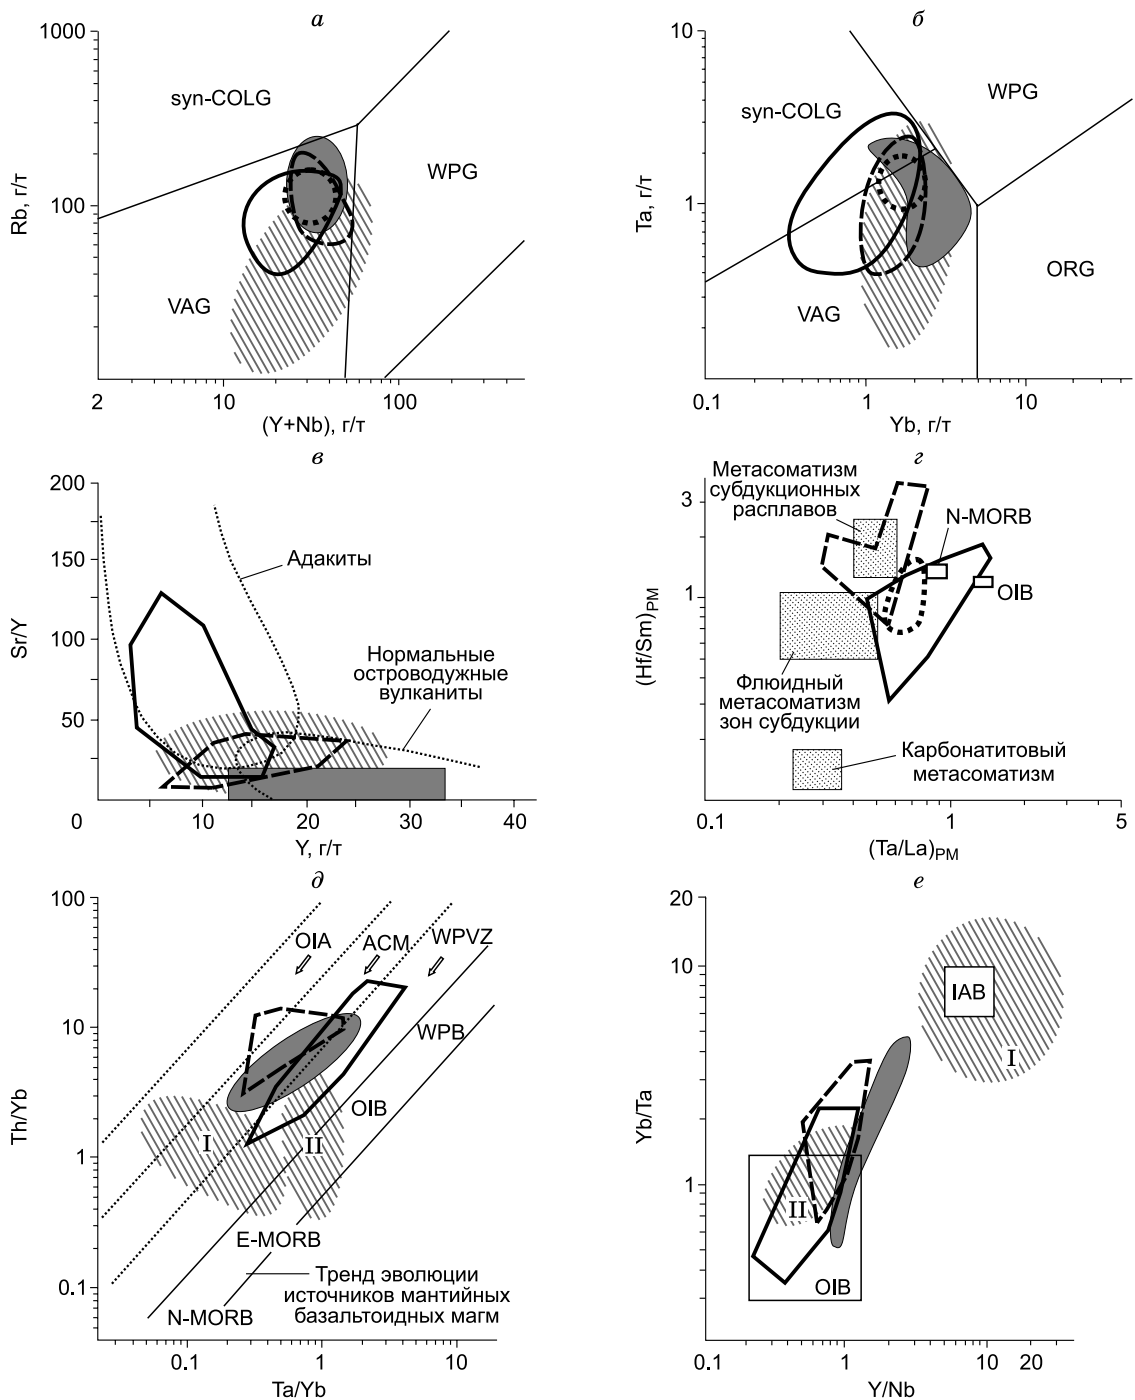 а
1000
100
10
2
10
100
Rb, г/т
(Y+Nb), г/т
syn-COLG
WPG
VAG
б
10
1
0.1
1
10
Ta, г/т
Yb, г/т
syn-COLG
WPG
VAG
ORG
в
200
150
100
50
0
10
20
30
40
Sr/Y
Y, г/т
Адакиты
Нормальные
островодужные
вулканиты
г
3
1
0.1
1
5
(Hf/Sm)PM
(Ta/La)PM
Метасоматизм
субдукционных
расплавов
N-MORB
OIB
Флюидный
метасоматизм
зон субдукции
Карбонатитовый
метасоматизм
д
100
10
1
0.1
0.1
1
10
Th/Yb
Ta/Yb
OIA
ACM
WPVZ
WPB
OIB
I
II
E-MORB
N-MORB
Тренд эволюции
источников мантийных
базальтоидных магм
е
20
10
1
0.1
1
10
20
Yb/Ta
Y/Nb
IAB
I
II
OIB